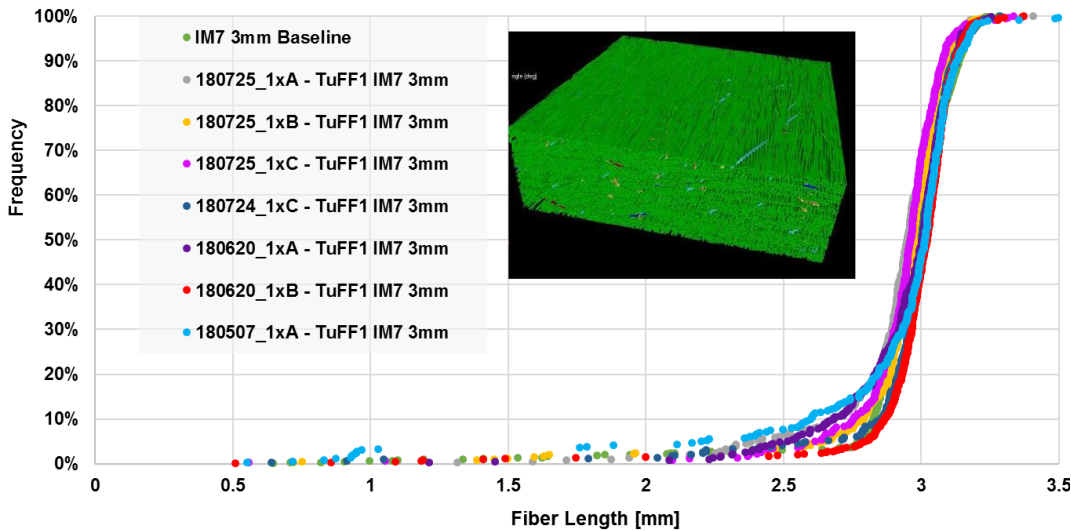 100%
90%
80%
70%
60%
50%
40%
30%
20%
10%
0%
Frequency
IM7 3mm Baseline
180725_1xA - TuFF1 IM7 3mm
180725_1xB - TuFF1 IM7 3mm
180725_1xC - TuFF1 IM7 3mm
180724_1xC - TuFF1 IM7 3mm
180620_1xA - TuFF1 IM7 3mm
180620_1xB - TuFF1 IM7 3mm
180507_1xA - TuFF1 IM7 3mm
ngle [deg]
0 0.5 1 1.5 2 2.5 3 3.5
Fiber Length [mm]